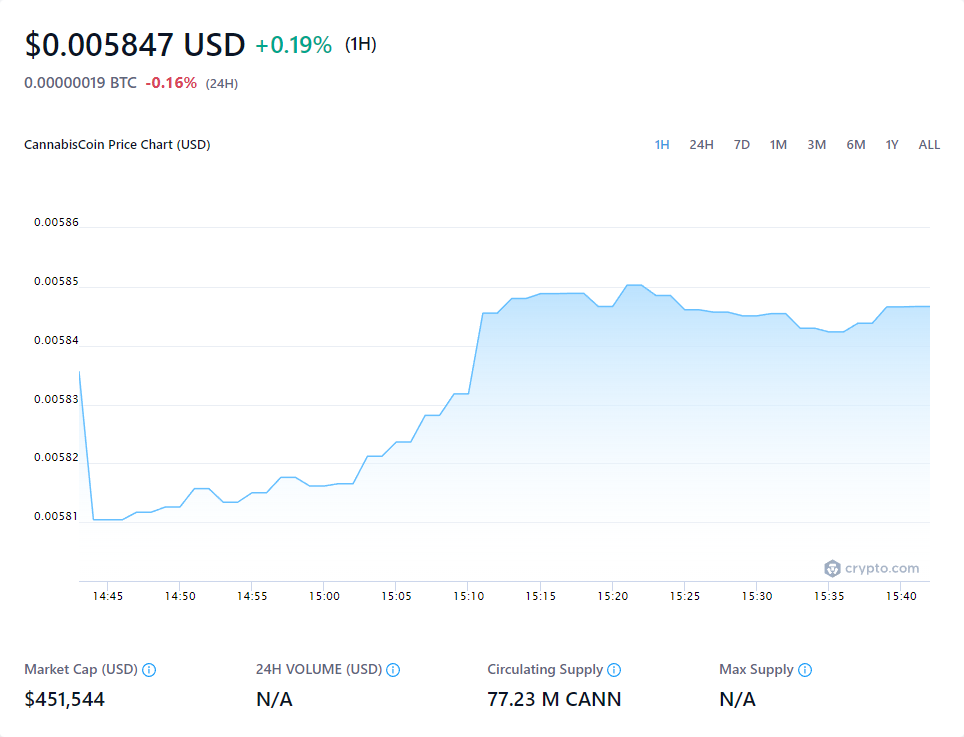 $0.005847 USD +0.19% (1H)
0.00000019 BTC -0.16% (24H)
CannabisCoin Price Chart (USD)
1H 24H 7D 1M 3M 6M 1Y ALL
0.00586
0.00585
0.00584
0.00583
0.00582
0.00581
crypto.com
14:45 14:50 14:55 15:00 15:05 15:10 15:15 15:20 15:25 15:30 15:35 15:40
Market Cap (USD) 24H VOLUME (USD) Circulating Supply Max Supply
$451,544 N/A 77.23 M CANN N/A